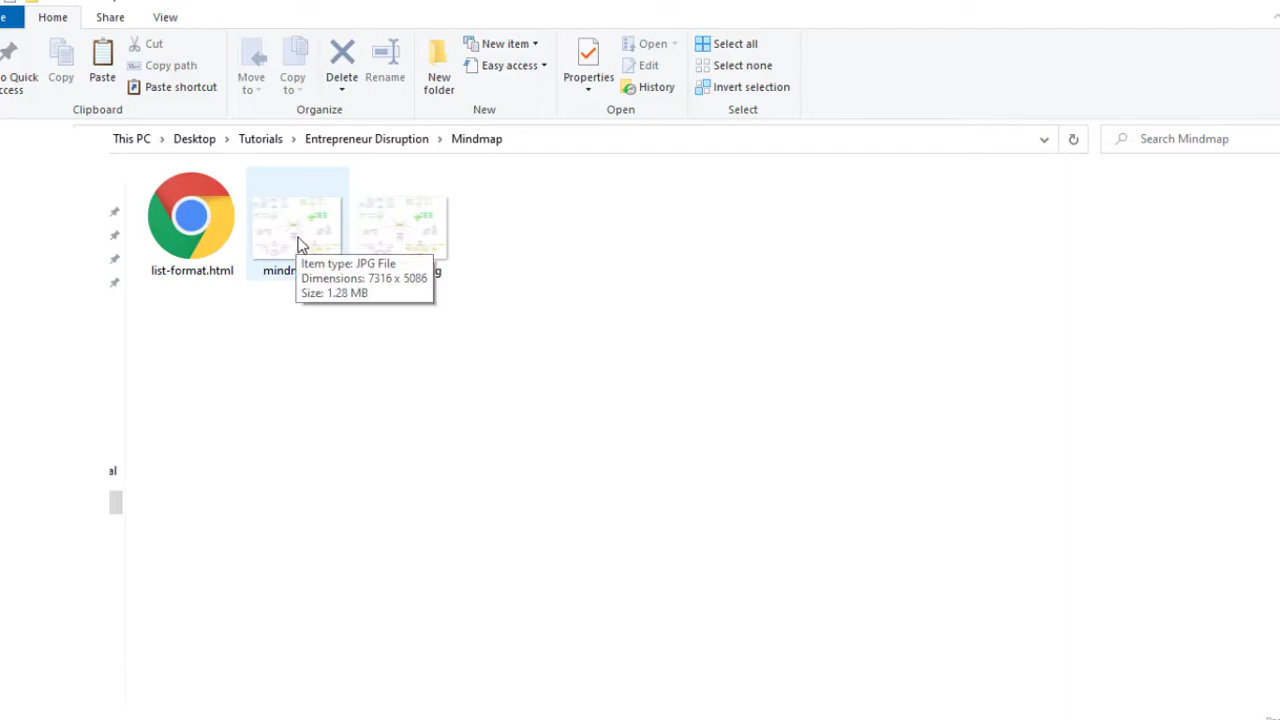 Home Share View
Cut
Copy path
Paste shortcut
Copy
Paste
Clipboard
Move to
Copy to
Delete
Rename
Organize
New folder
New item
Easy access
New
Properties
Open
Edit
History
Open
Select all
Select none
Invert selection
Select
This PC > Desktop > Tutorials > Entrepreneur Disruption > Mindmap
Search Mindmap
list-format.html
Item type: JPG File
Dimensions: 7316 x 5086
Size: 1.28 MB